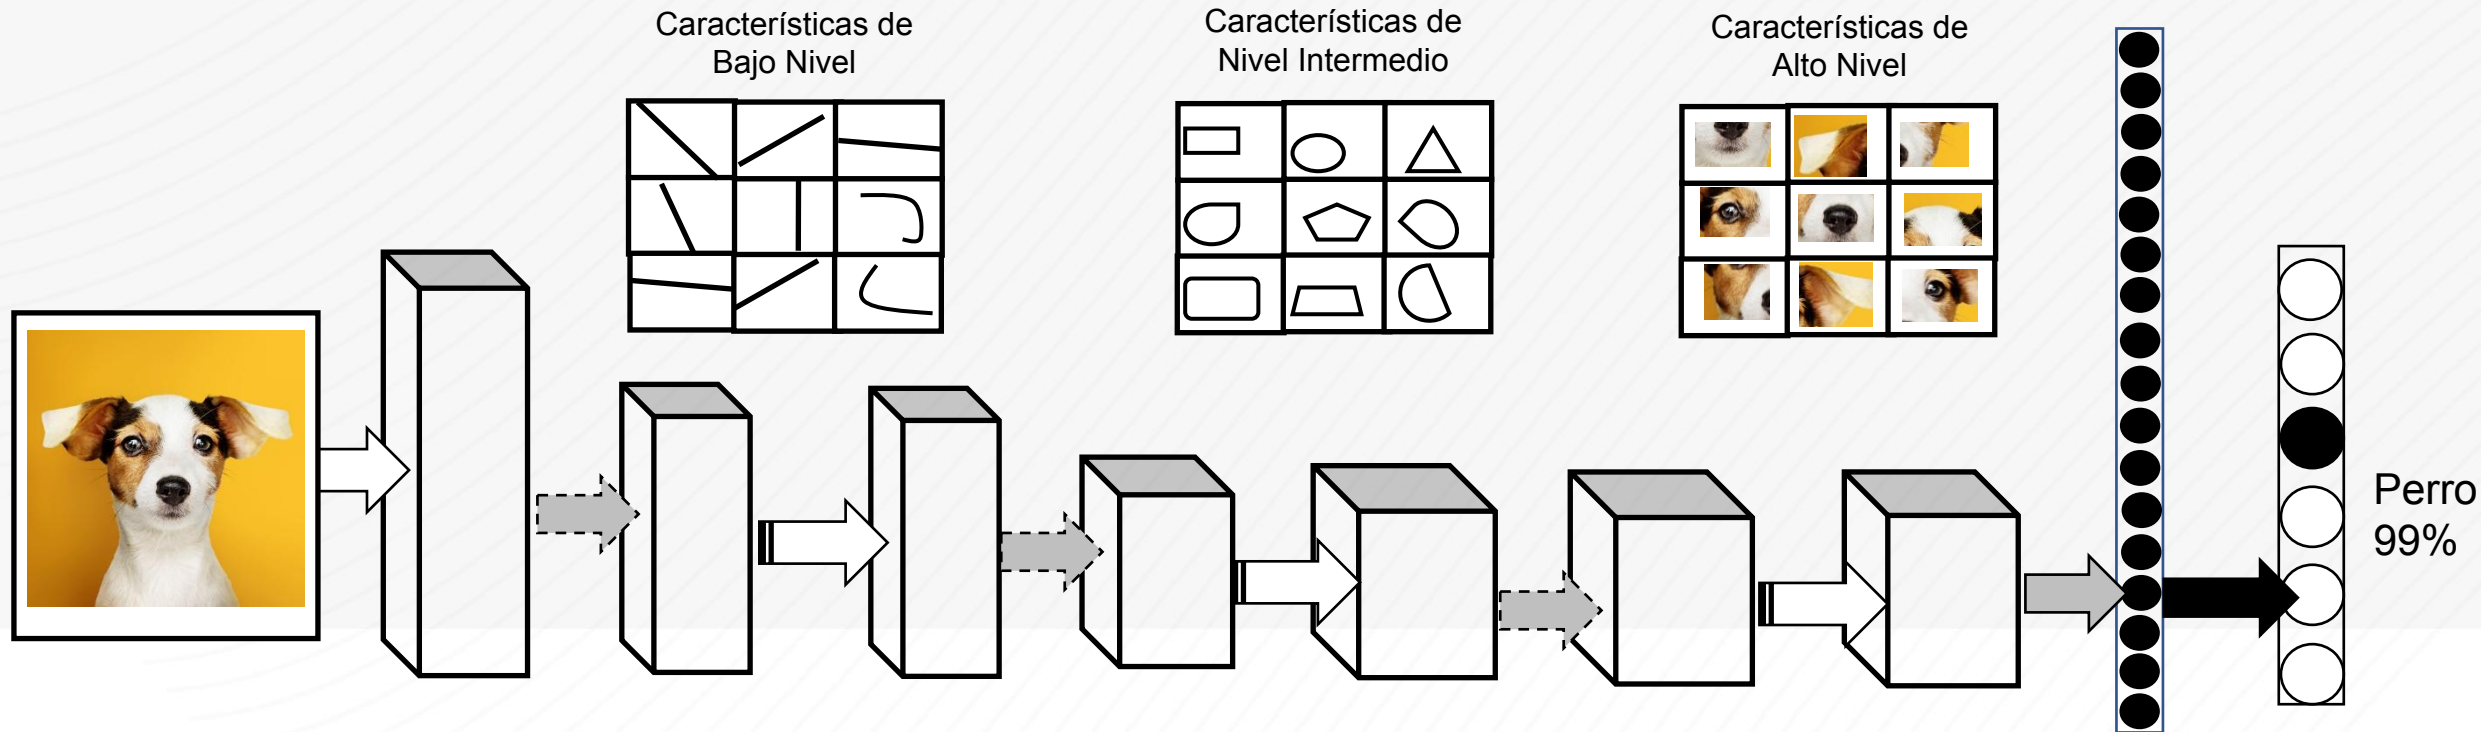 Características de
Bajo Nivel
Características de
Nivel Intermedio
Características de
Alto Nivel
Perro
99%